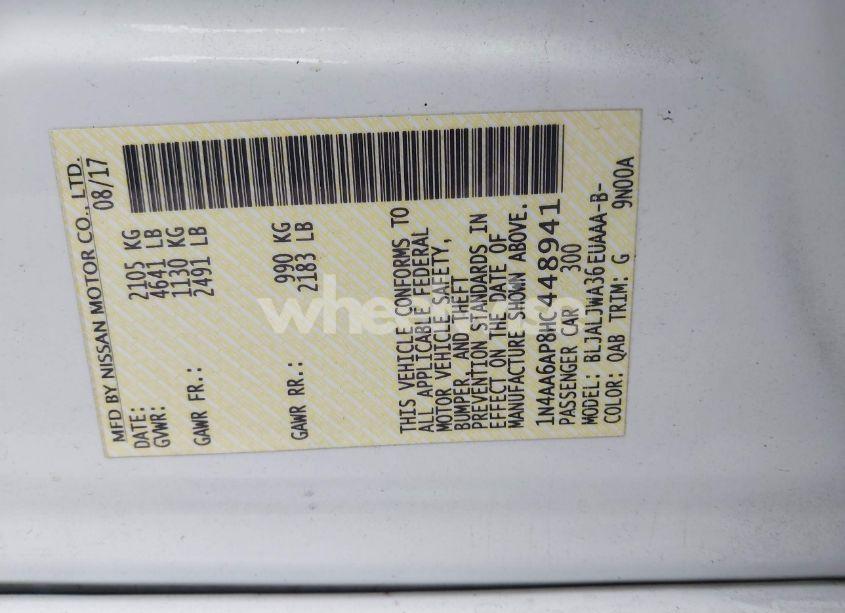 MFD BY NISSAN MOTOR CO., LTD.
DATE: 08/17
GVWR: 2105 KG
4641 LB
GAWR FR.: 1130 KG
2491 LB
GAWR RR.: 990 KG
2183 LB
THIS VEHICLE CONFORMS TO
ALL APPLICABLE FEDERAL
MOTOR VEHICLE SAFETY,
BUMPER, AND THEFT
PREVENTION STANDARDS IN
EFFECT ON THE DATE OF
MANUFACTURE SHOWN ABOVE.
1N4AA6AP8HC448941
PASSENGER CAR 300
MODEL: BLJALJWA36EUAAA-B-
COLOR: QAB TRIM: G 9N00A